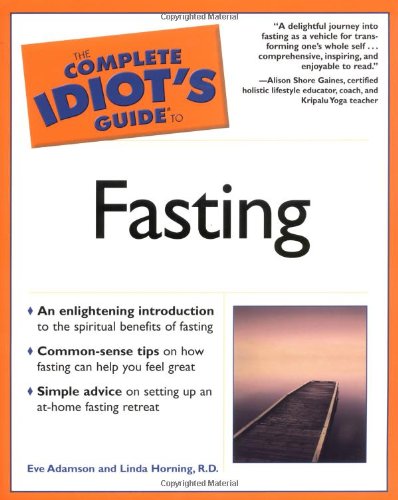 Copyrighted Material
THE
COMPLETE
IDIOT'S
GUIDE® TO
"A delightful journey into
fasting as a vehicle for trans-
forming one's whole self . . .
comprehensive, inspiring, and
enjoyable to read."
—Alison Shore Gaines, certified
holistic lifestyle educator, coach, and
Kripalu Yoga teacher
Fasting
An enlightening introduction
to the spiritual benefits of fasting
Common-sense tips on how
fasting can help you feel great
Simple advice on setting up an
at-home fasting retreat
Eve Adamson and Linda Horning, R.D.
Copyrighted Material